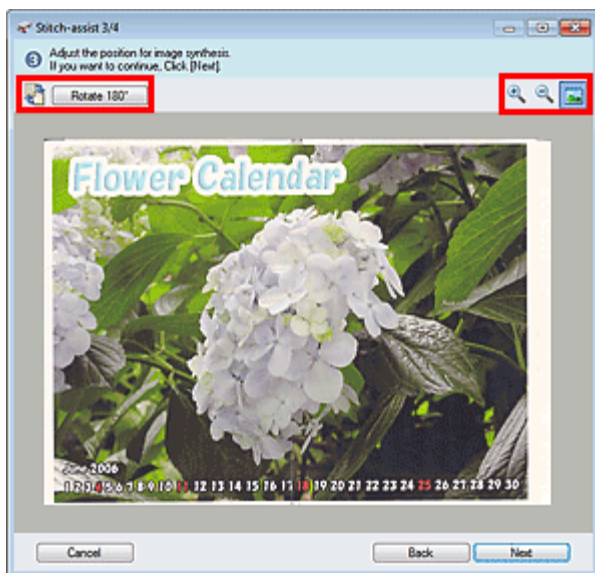 Stitch-assist 3/4
3 Adjust the position for image synthesis.
If you want to continue, Click [Next].
Rotate 180°
Flower Calendar
June 2006
1 2 3 4 5 6 7 8 9 10 11 12 13 14 15 16 17 18 19 20 21 22 23 24 25 26 27 28 29 30
Cancel Back Next